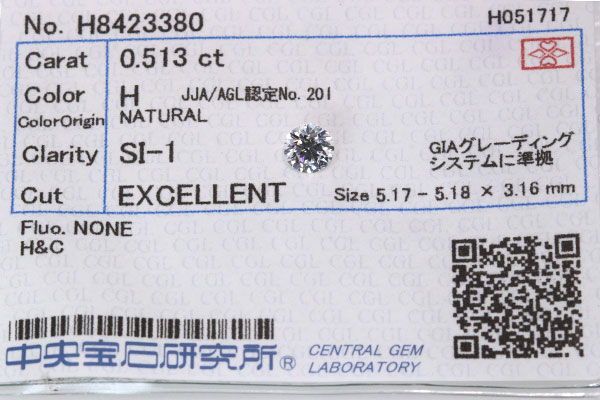 No. H8423380 H051717
Carat 0.513 ct
Color H JJA/AGL認定No. 201
ColorOrigin NATURAL
Clarity SI-1 GIAグレーディング
システムに準拠
Cut EXCELLENT Size 5.17 - 5.18 × 3.16 mm
Fluo. NONE
H&C
中央宝石研究所® CENTRAL GEM
LABORATORY